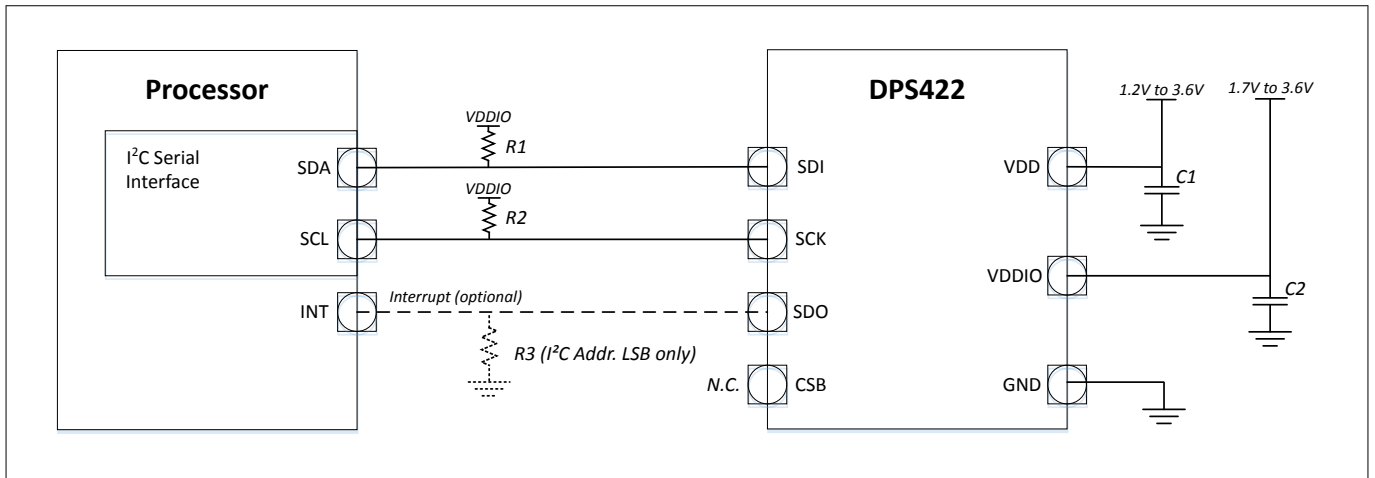 Processor
DPS422
1.2V to 3.6V
1.7V to 3.6V
I²C Serial
Interface
SDA
VDDIO
R1
SDI
VDD
C1
SCL
VDDIO
R2
SCK
VDDIO
C2
INT
Interrupt (optional)
SDO
R3 (I²C Addr. LSB only)
N.C.
CSB
GND